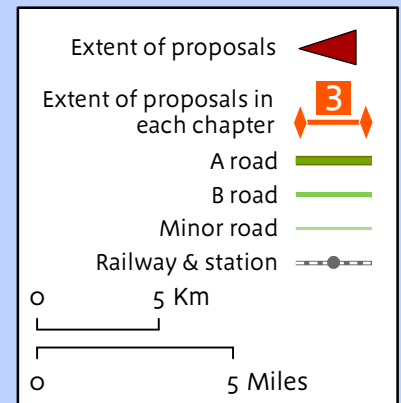 Extent of proposals
Extent of proposals in
each chapter
3
A road
B road
Minor road
Railway & station
0 5 Km
0 5 Miles